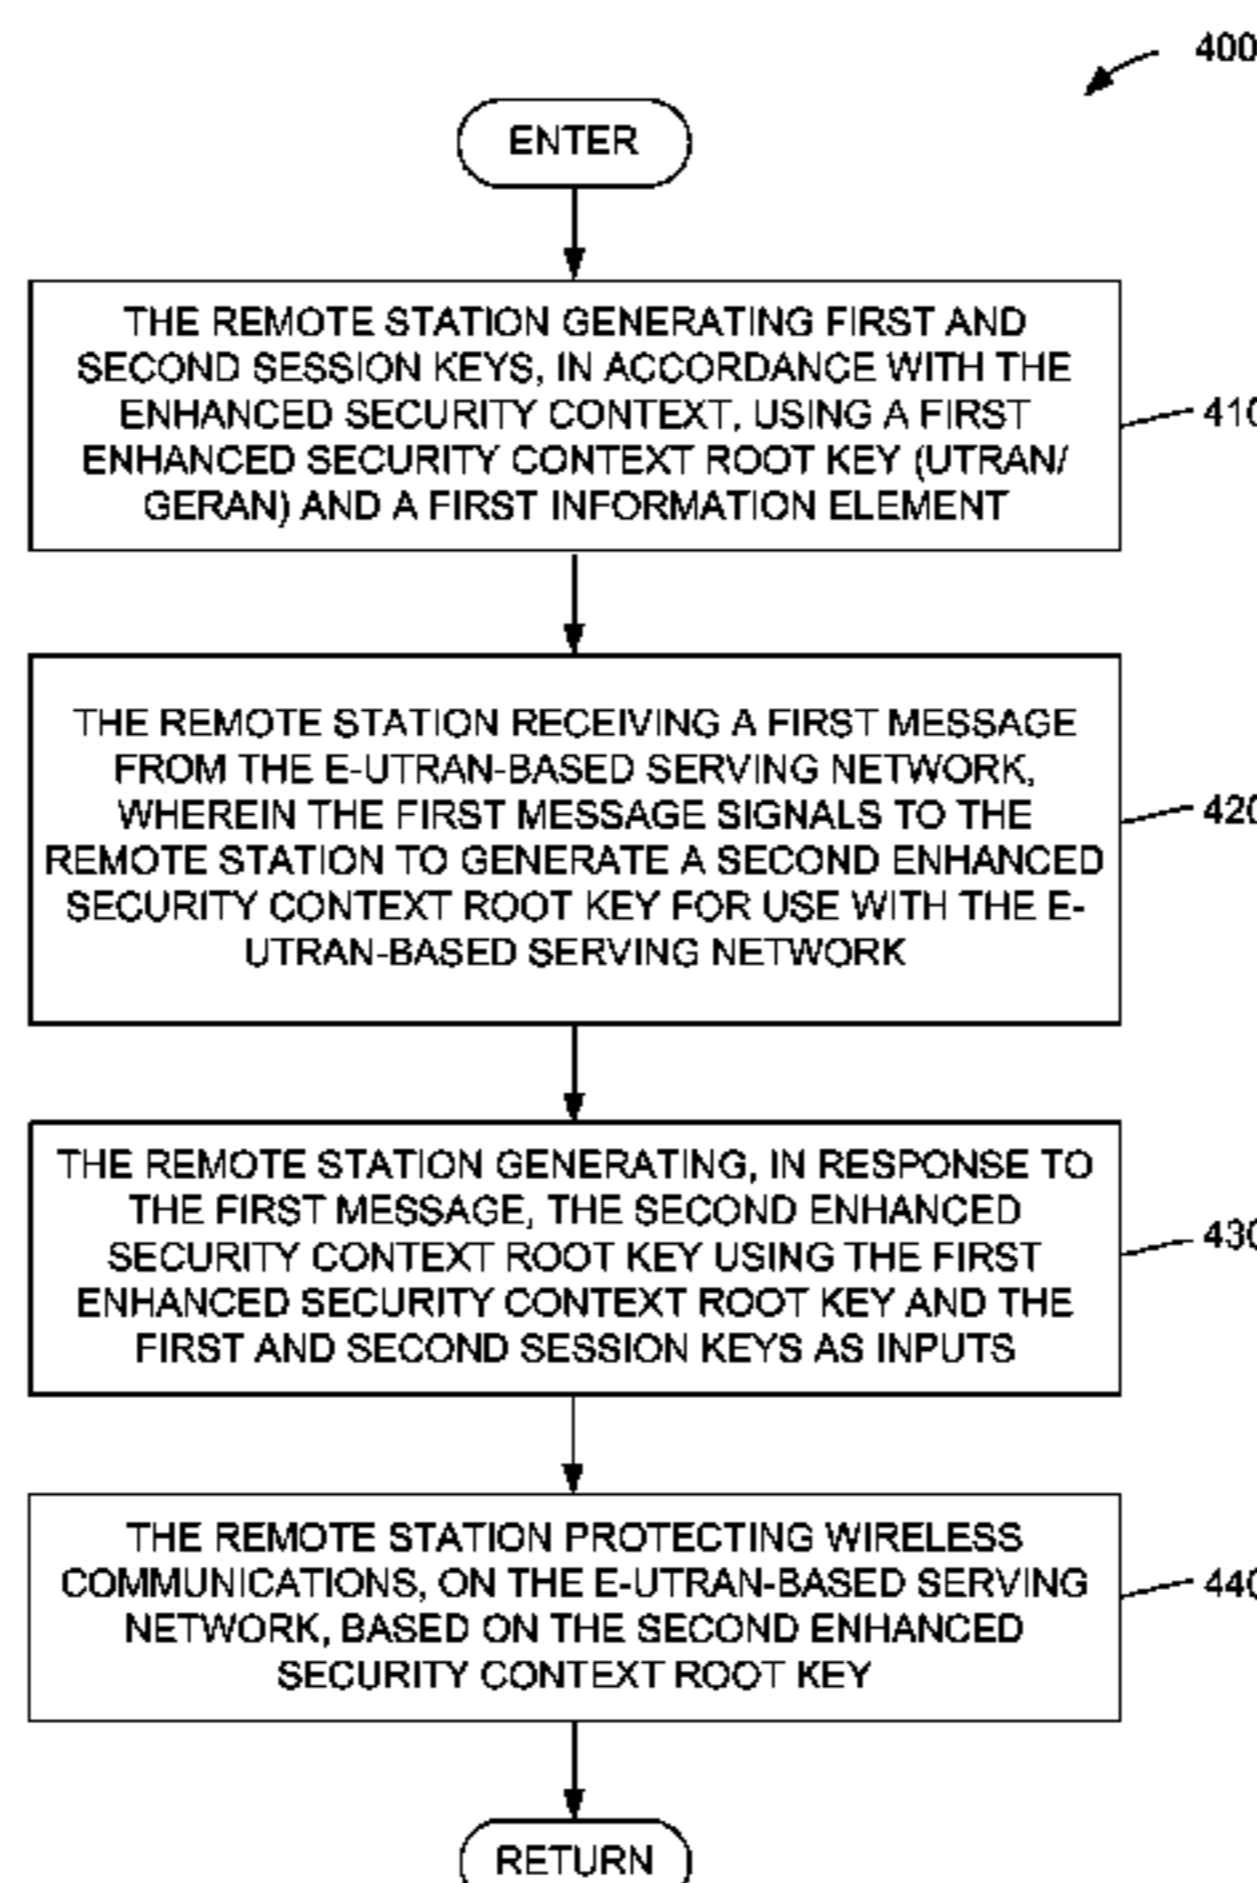 400
ENTER
THE REMOTE STATION GENERATING FIRST AND
SECOND SESSION KEYS, IN ACCORDANCE WITH THE
ENHANCED SECURITY CONTEXT, USING A FIRST
ENHANCED SECURITY CONTEXT ROOT KEY (UTRAN/
GERAN) AND A FIRST INFORMATION ELEMENT
410
THE REMOTE STATION RECEIVING A FIRST MESSAGE
FROM THE E-UTRAN-BASED SERVING NETWORK,
WHEREIN THE FIRST MESSAGE SIGNALS TO THE
REMOTE STATION TO GENERATE A SECOND ENHANCED
SECURITY CONTEXT ROOT KEY FOR USE WITH THE E-
UTRAN-BASED SERVING NETWORK
420
THE REMOTE STATION GENERATING, IN RESPONSE TO
THE FIRST MESSAGE, THE SECOND ENHANCED
SECURITY CONTEXT ROOT KEY USING THE FIRST
ENHANCED SECURITY CONTEXT ROOT KEY AND THE
FIRST AND SECOND SESSION KEYS AS INPUTS
430
THE REMOTE STATION PROTECTING WIRELESS
COMMUNICATIONS, ON THE E-UTRAN-BASED SERVING
NETWORK, BASED ON THE SECOND ENHANCED
SECURITY CONTEXT ROOT KEY
440
RETURN